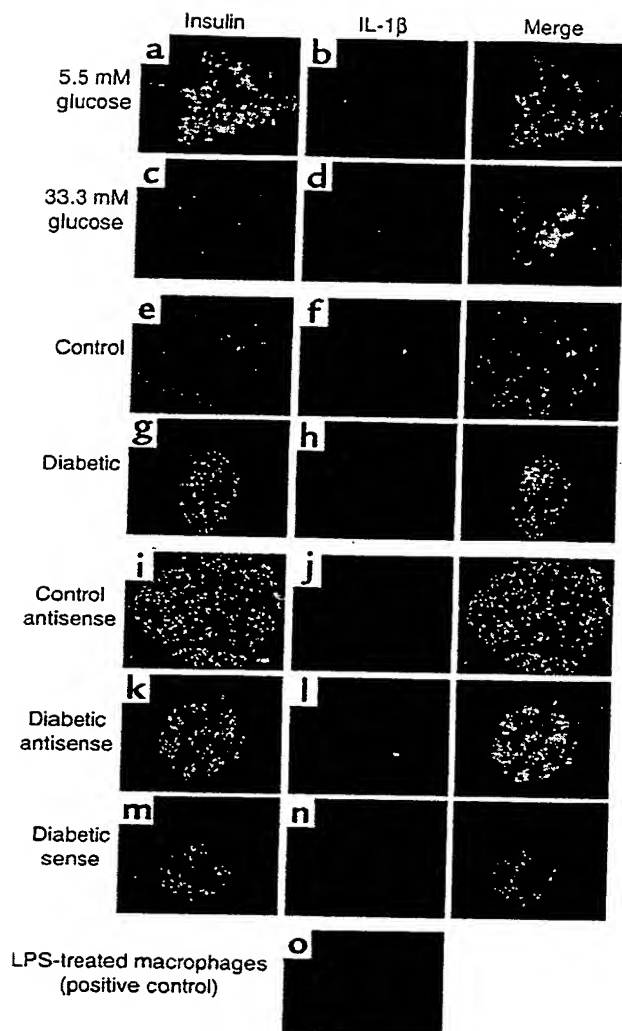 Insulin IL-1β Merge
a b
5.5 mM
glucose
c d
33.3 mM
glucose
e f
Control
g h
Diabetic
i j
Control
antisense
k l
Diabetic
antisense
m n
Diabetic
sense
o
LPS-treated macrophages
(positive control)